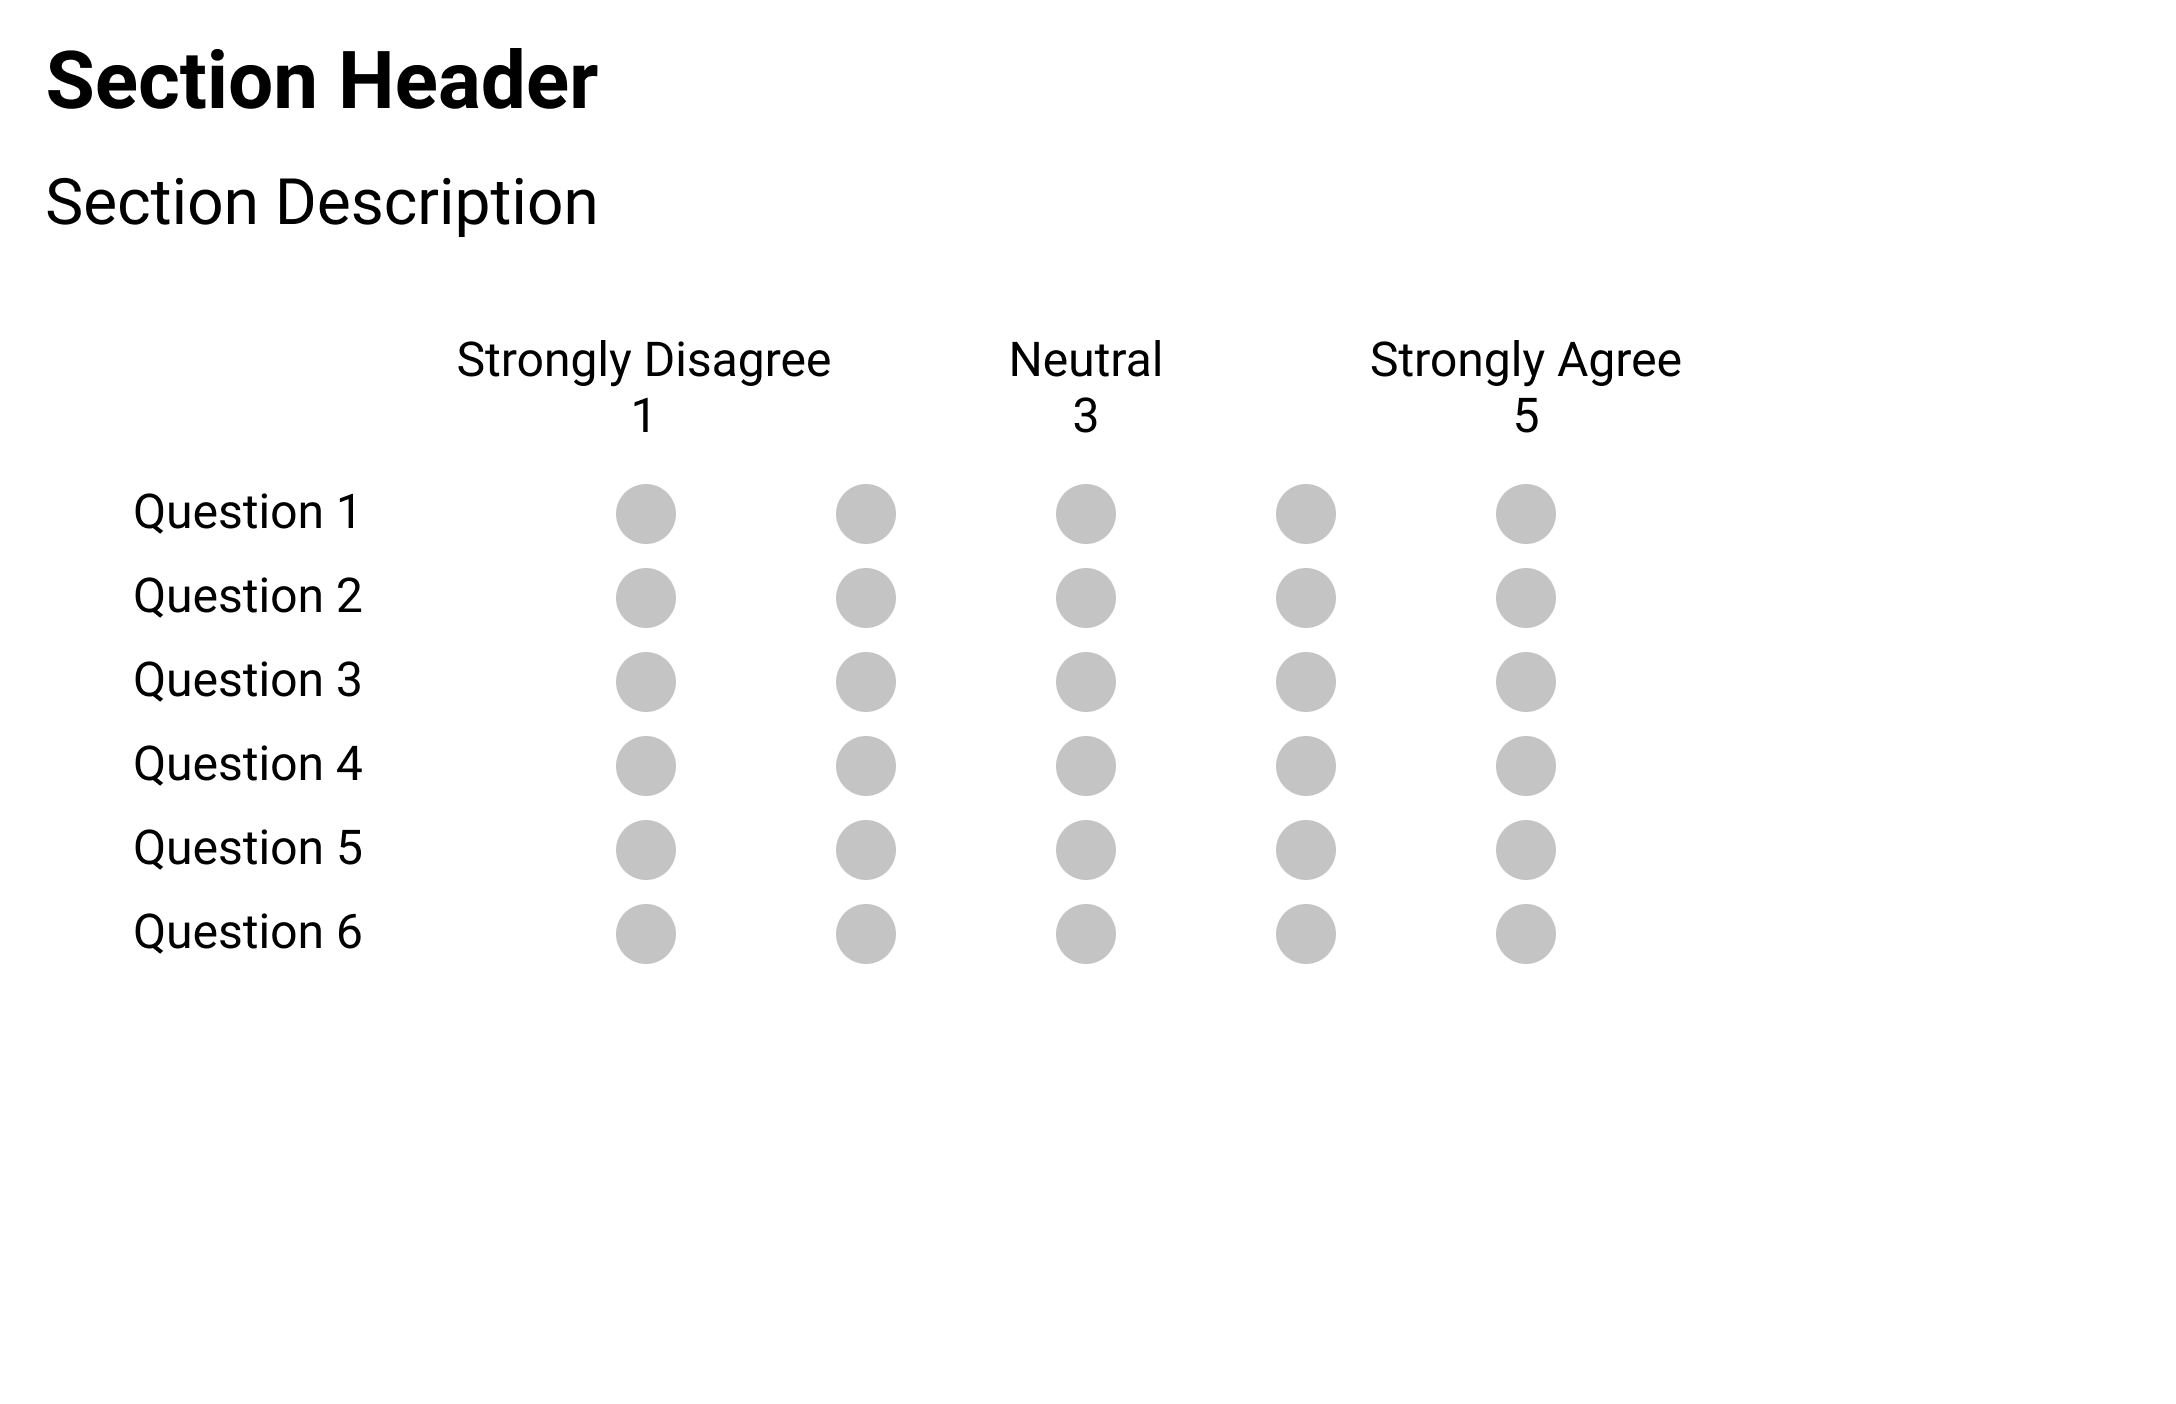 Section Header
Section Description
Strongly Disagree Neutral Strongly Agree
1 3 5
Question 1
Question 2
Question 3
Question 4
Question 5
Question 6